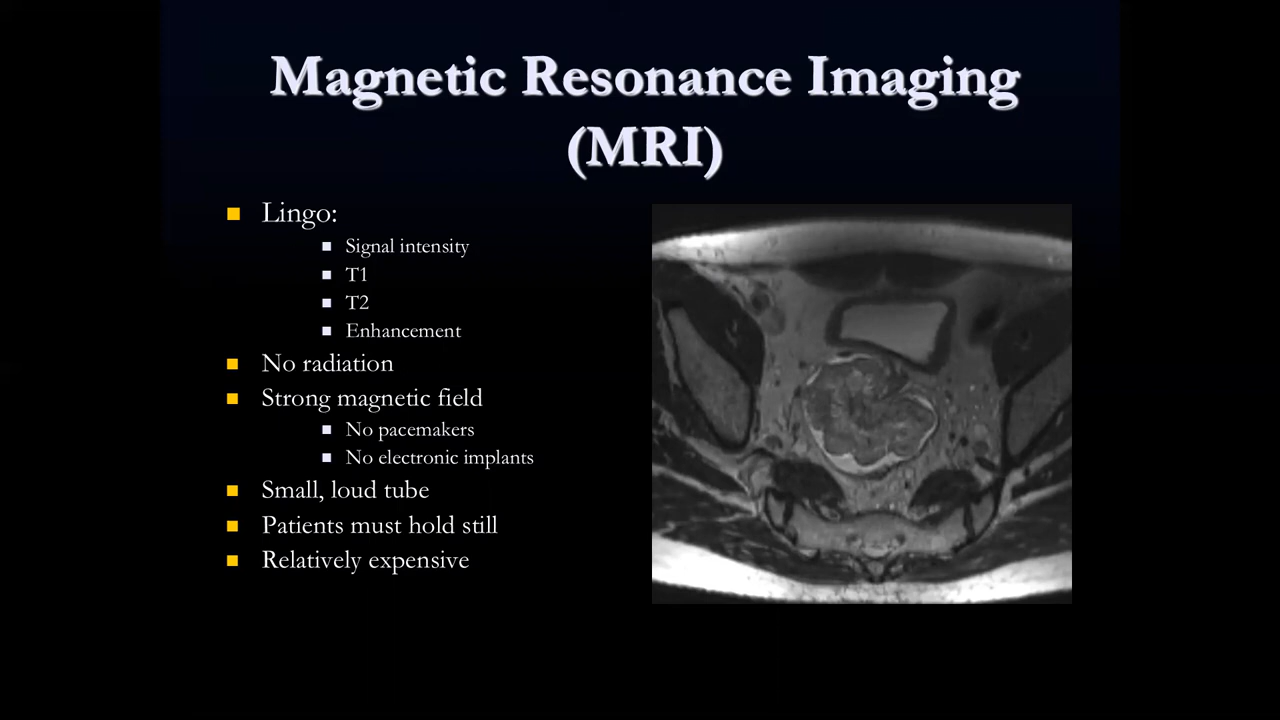 Magnetic Resonance Imaging
(MRI)
Lingo:
Signal intensity
T1
T2
Enhancement
No radiation
Strong magnetic field
No pacemakers
No electronic implants
Small, loud tube
Patients must hold still
Relatively expensive